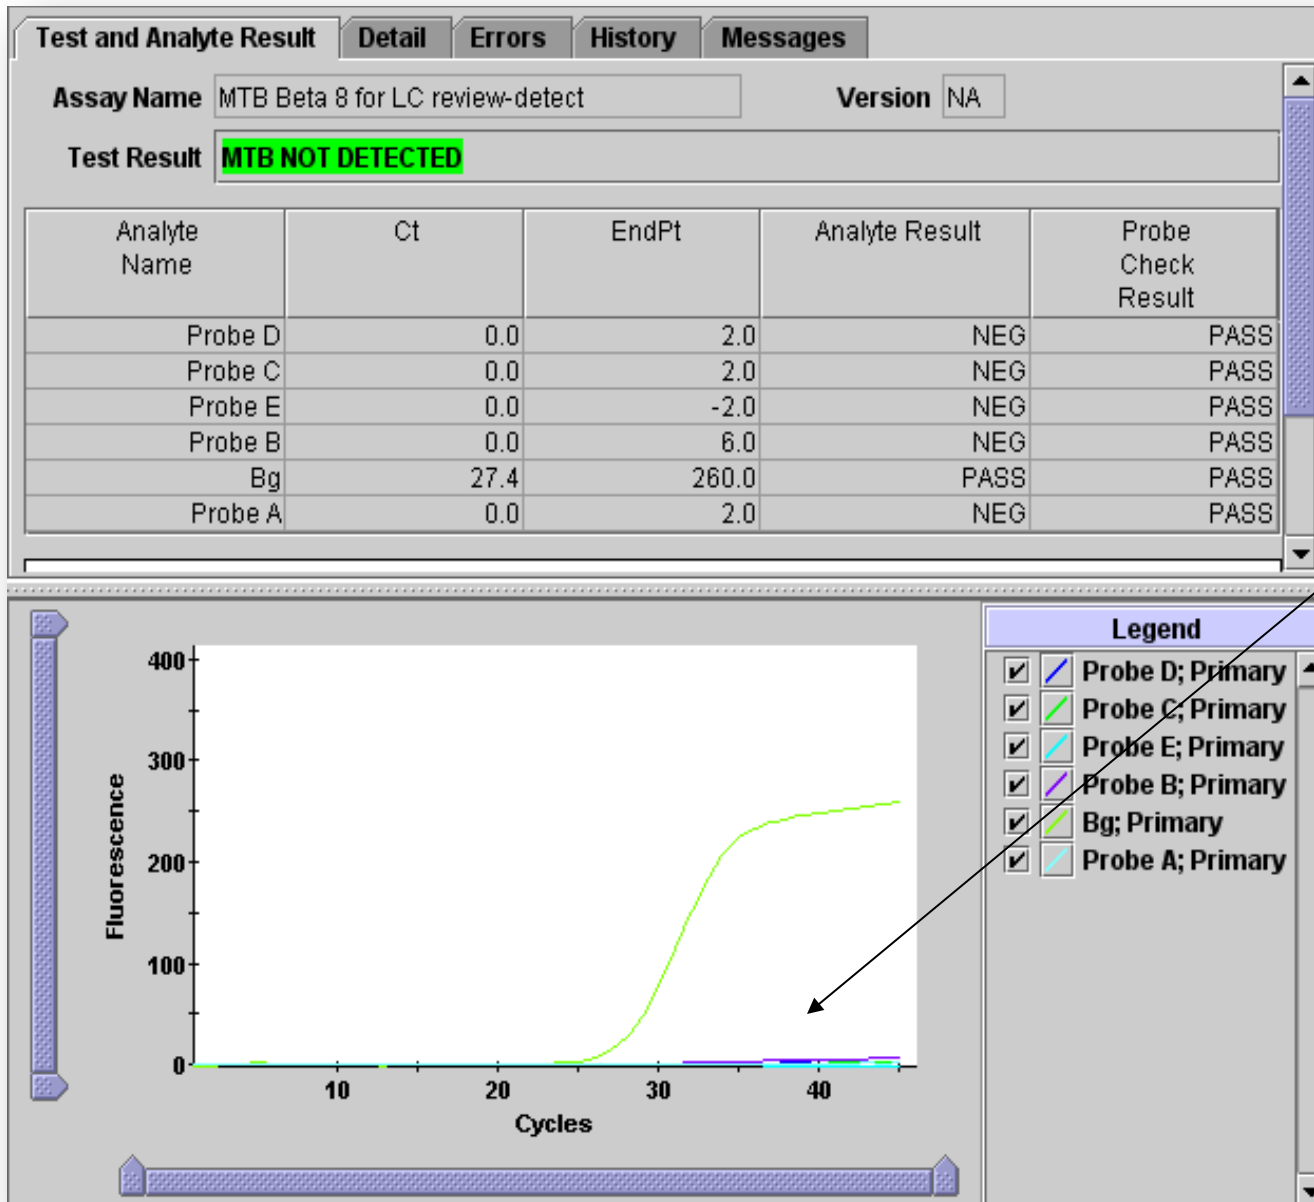 Test and Analyte Result Detail Errors History Messages
Assay Name MTB Beta 8 for LC review-detect Version NA
Test Result MTB NOT DETECTED
Analyte Name Ct EndPt Analyte Result Probe Check Result
Probe D 0.0 2.0 NEG PASS
Probe C 0.0 2.0 NEG PASS
Probe E 0.0 -2.0 NEG PASS
Probe B 0.0 6.0 NEG PASS
Bg 27.4 260.0 PASS PASS
Probe A 0.0 2.0 NEG PASS
Legend
Probe D; Primary
Probe C; Primary
Probe E; Primary
Probe B; Primary
Bg; Primary
Probe A; Primary
Fluorescence
400
300
200
100
0
10 20 30 40
Cycles